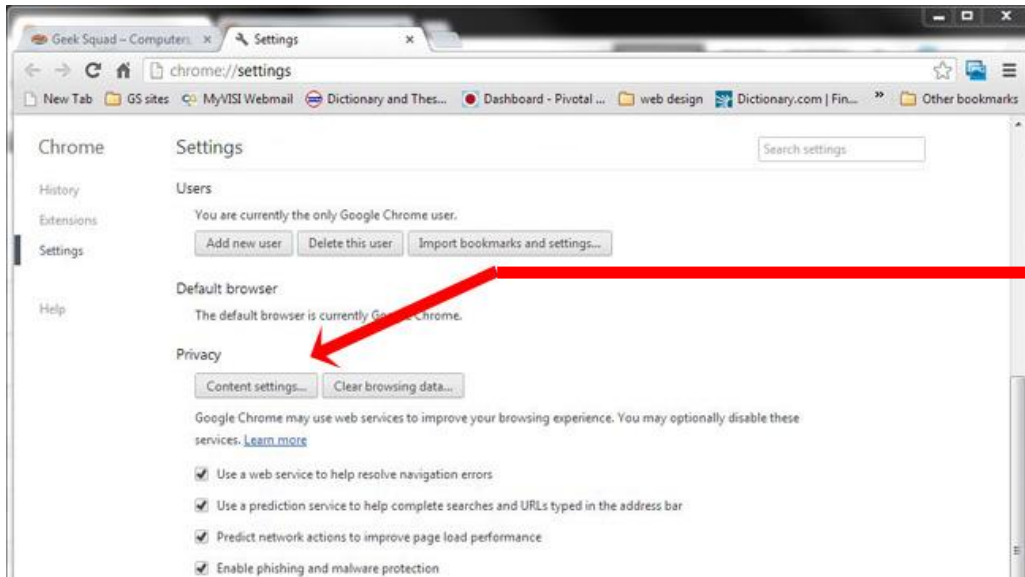 Geek Squad – Computer,
Settings
chrome://settings
New Tab
GS sites
MyVISI Webmail
Dictionary and Thes...
Dashboard - Pivotal ...
web design
Dictionary.com | Fin...
»
Other bookmarks
Chrome
Settings
Search settings
History
Extensions
Settings
Help
Users
You are currently the only Google Chrome user.
Add new user
Delete this user
Import bookmarks and settings...
Default browser
The default browser is currently Chrome.
Privacy
Content settings...
Clear browsing data...
Google Chrome may use web services to improve your browsing experience. You may optionally disable these
services. Learn more
Use a web service to help resolve navigation errors
Use a prediction service to help complete searches and URLs typed in the address bar
Predict network actions to improve page load performance
Enable phishing and malware protection